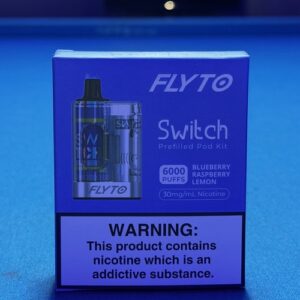 FLYTO
Switch
Prefilled Pod Kit
6000
PUFFS
BLUEBERRY
RASPBERRY
LEMON
30mg/mL Nicotine
FLYTO
WARNING:
This product contains
nicotine which is an
addictive substance.